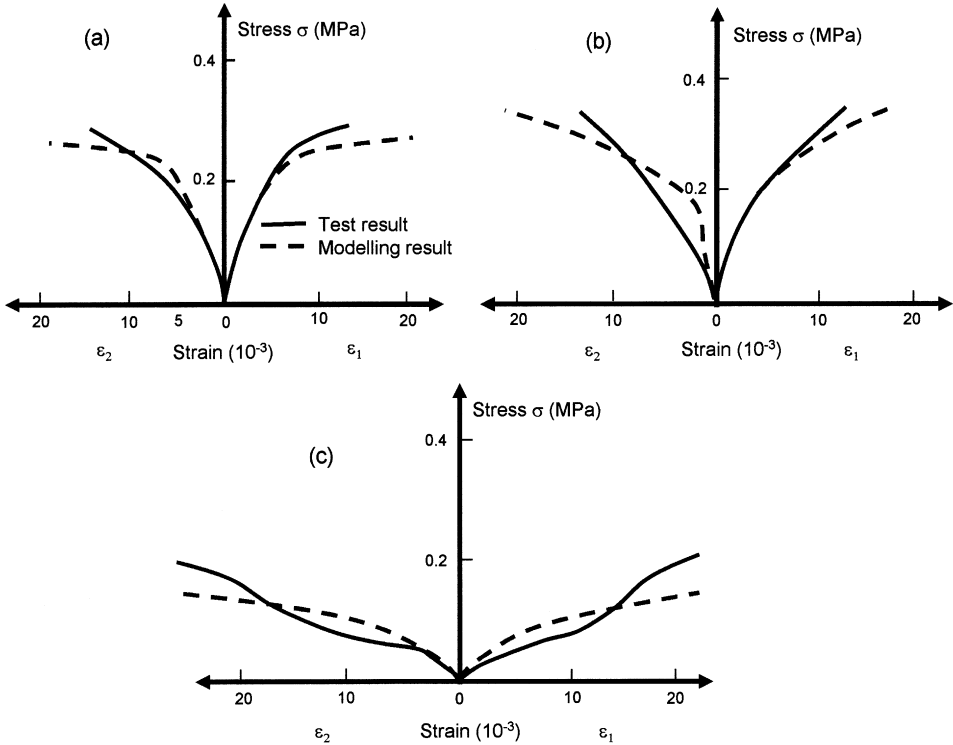 (a)
Stress σ (MPa)
0.4
0.2
Test result
Modelling result
20 10 5 0 10 20
ε2 Strain (10-3) ε1
(b)
Stress σ (MPa)
0.4
0.2
20 10 0 10 20
ε2 Strain (10-3) ε1
(c)
Stress σ (MPa)
0.4
0.2
20 10 0 10 20
ε2 Strain (10-3) ε1